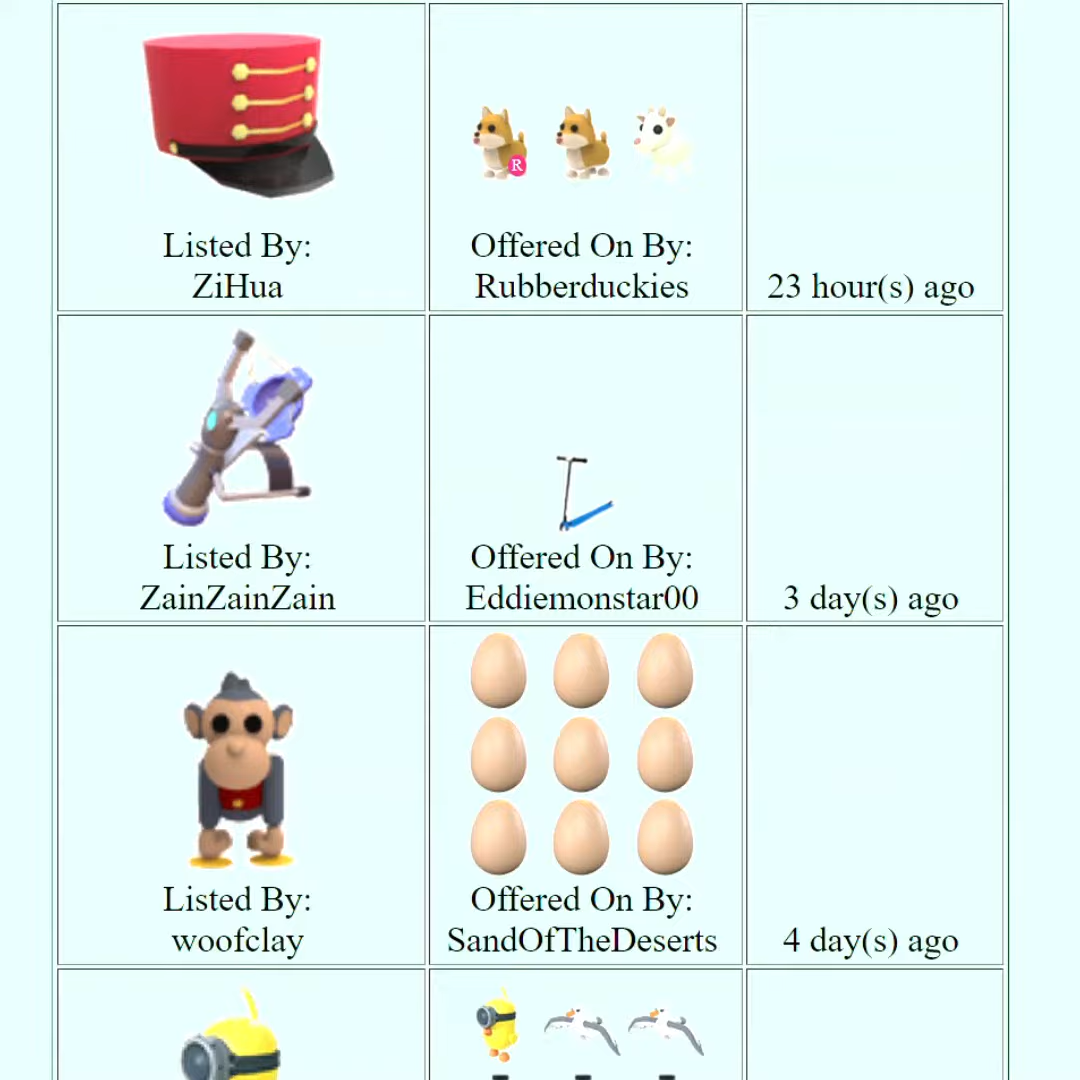 R
Listed By:
ZiHua
Offered On By:
Rubberduckies
23 hour(s) ago
Listed By:
ZainZainZain
Offered On By:
Eddiemonstar00
3 day(s) ago
Listed By:
woofclay
Offered On By:
SandOfTheDeserts
4 day(s) ago